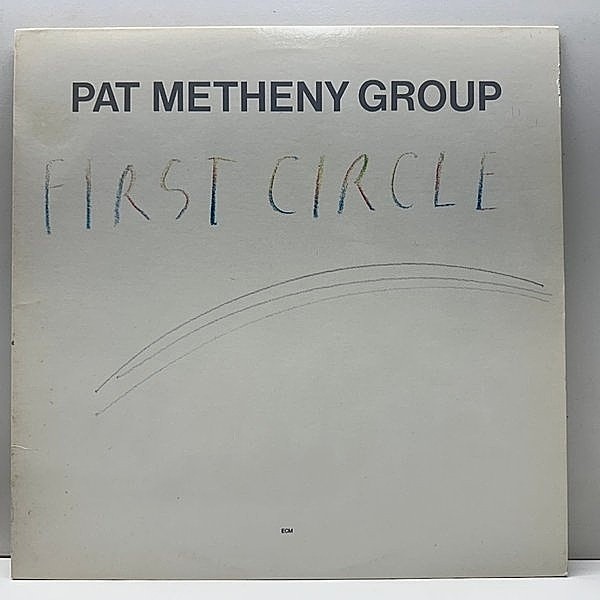 PAT METHENY GROUP
FIRST CIRCLE
ECM